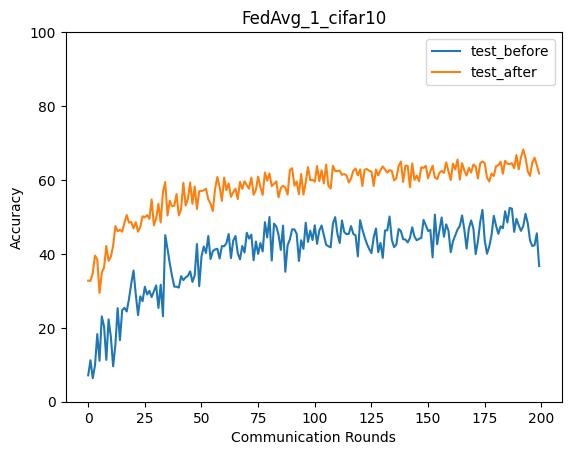 FedAvg_1_cifar10
test_before
test_after
100
80
60
40
20
0
Accuracy
0 25 50 75 100 125 150 175 200
Communication Rounds